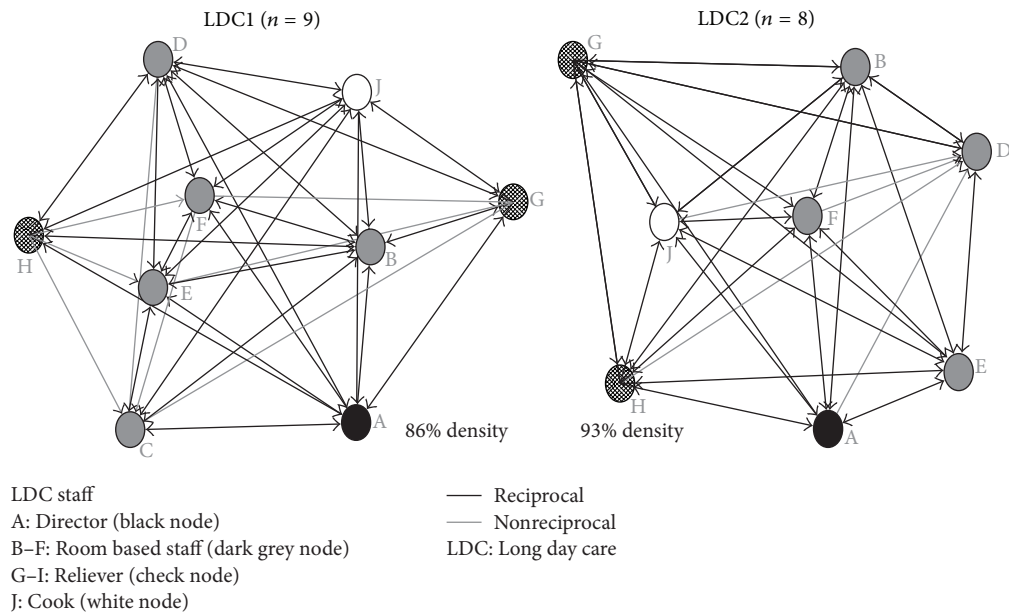 LDC1 (n = 9)
LDC2 (n = 8)
D
J
F
G
H
B
E
A
C
86% density
G
B
D
F
J
E
H
A
93% density
LDC staff
A: Director (black node)
B–F: Room based staff (dark grey node)
G–I: Reliever (check node)
J: Cook (white node)
Reciprocal
Nonreciprocal
LDC: Long day care